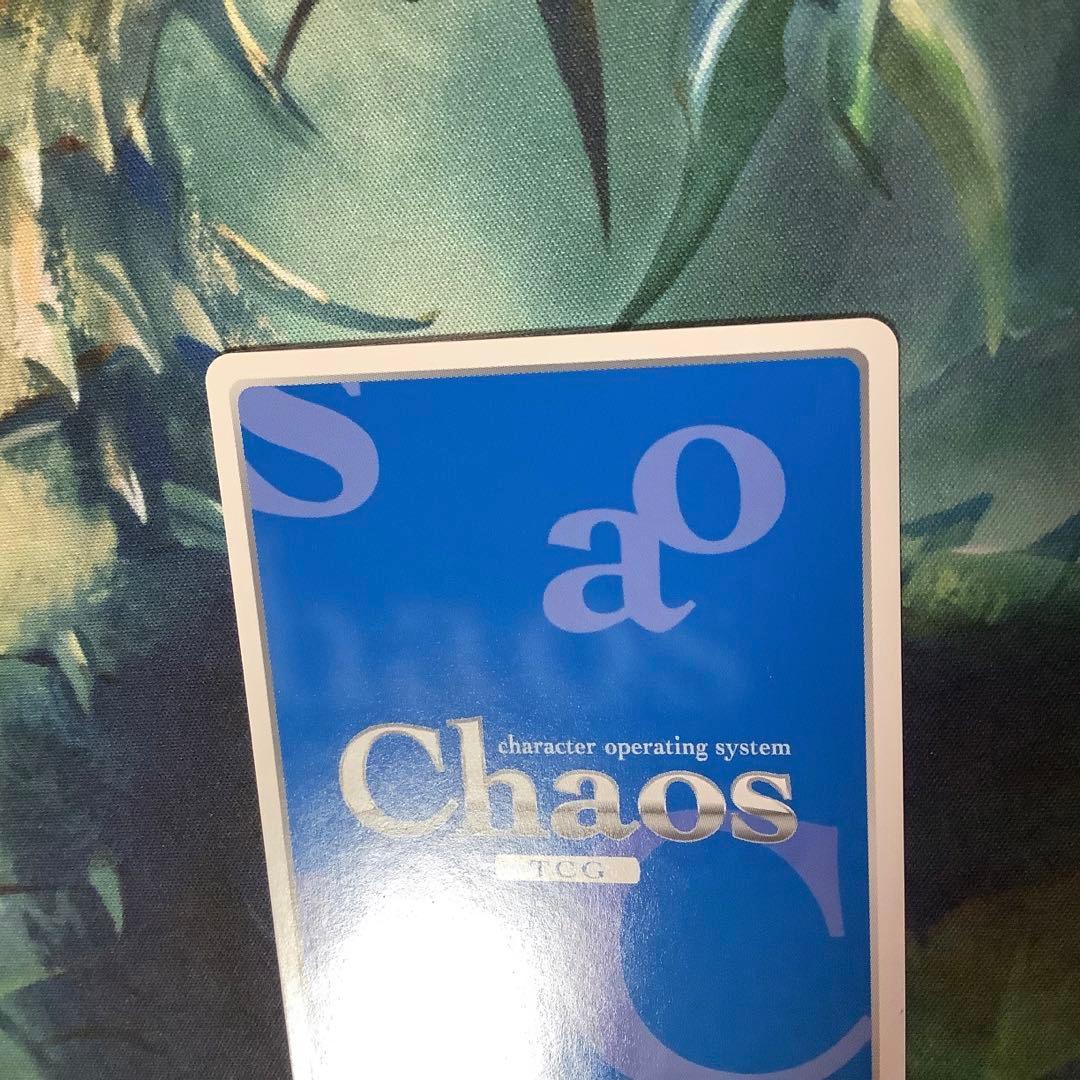 s
o
a
character operating system
Chaos
TCG
C